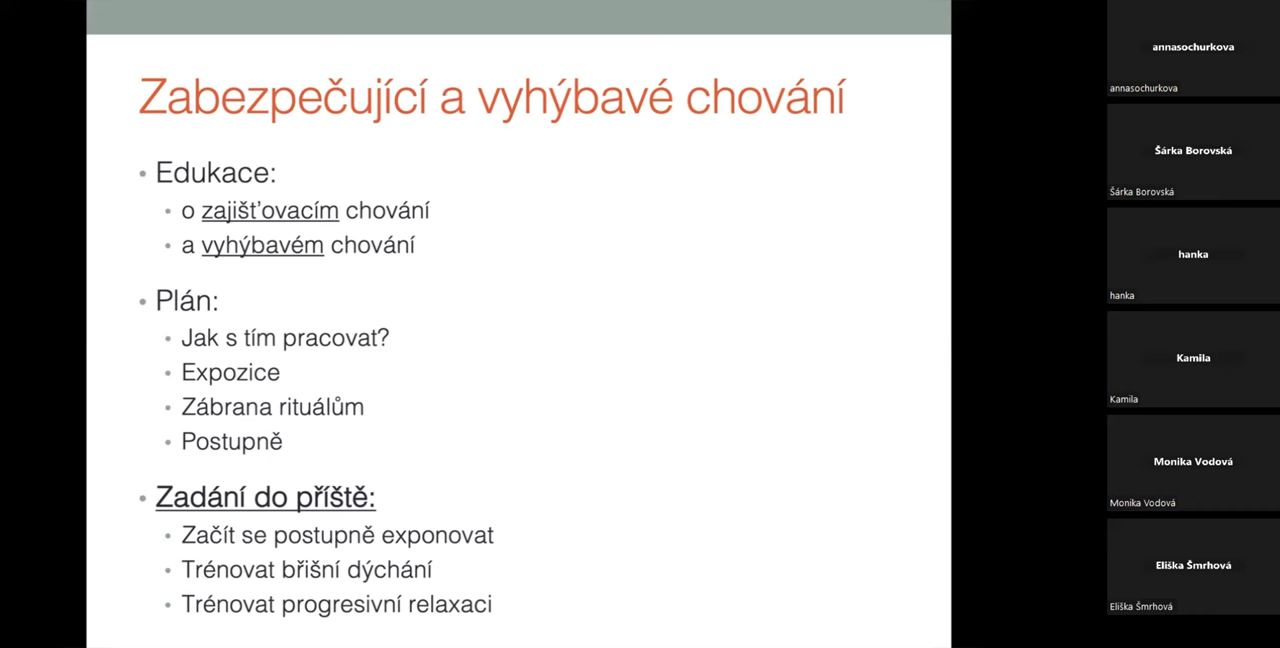 Zabezpečující a vyhýbavé chování
• Edukace:
• o zajišťovacím chování
• a vyhýbavém chování
• Plán:
• Jak s tím pracovat?
• Expozice
• Zábrana rituálům
• Postupně
• Zadání do příště:
• Začít se postupně exponovat
• Trénovat břišní dýchání
• Trénovat progresivní relaxaci
annasochurkova
annasochurkova
Šárka Borovská
Šárka Borovská
hanka
hanka
Kamila
Kamila
Monika Vodová
Monika Vodová
Eliška Šmrhová
Eliška Šmrhová